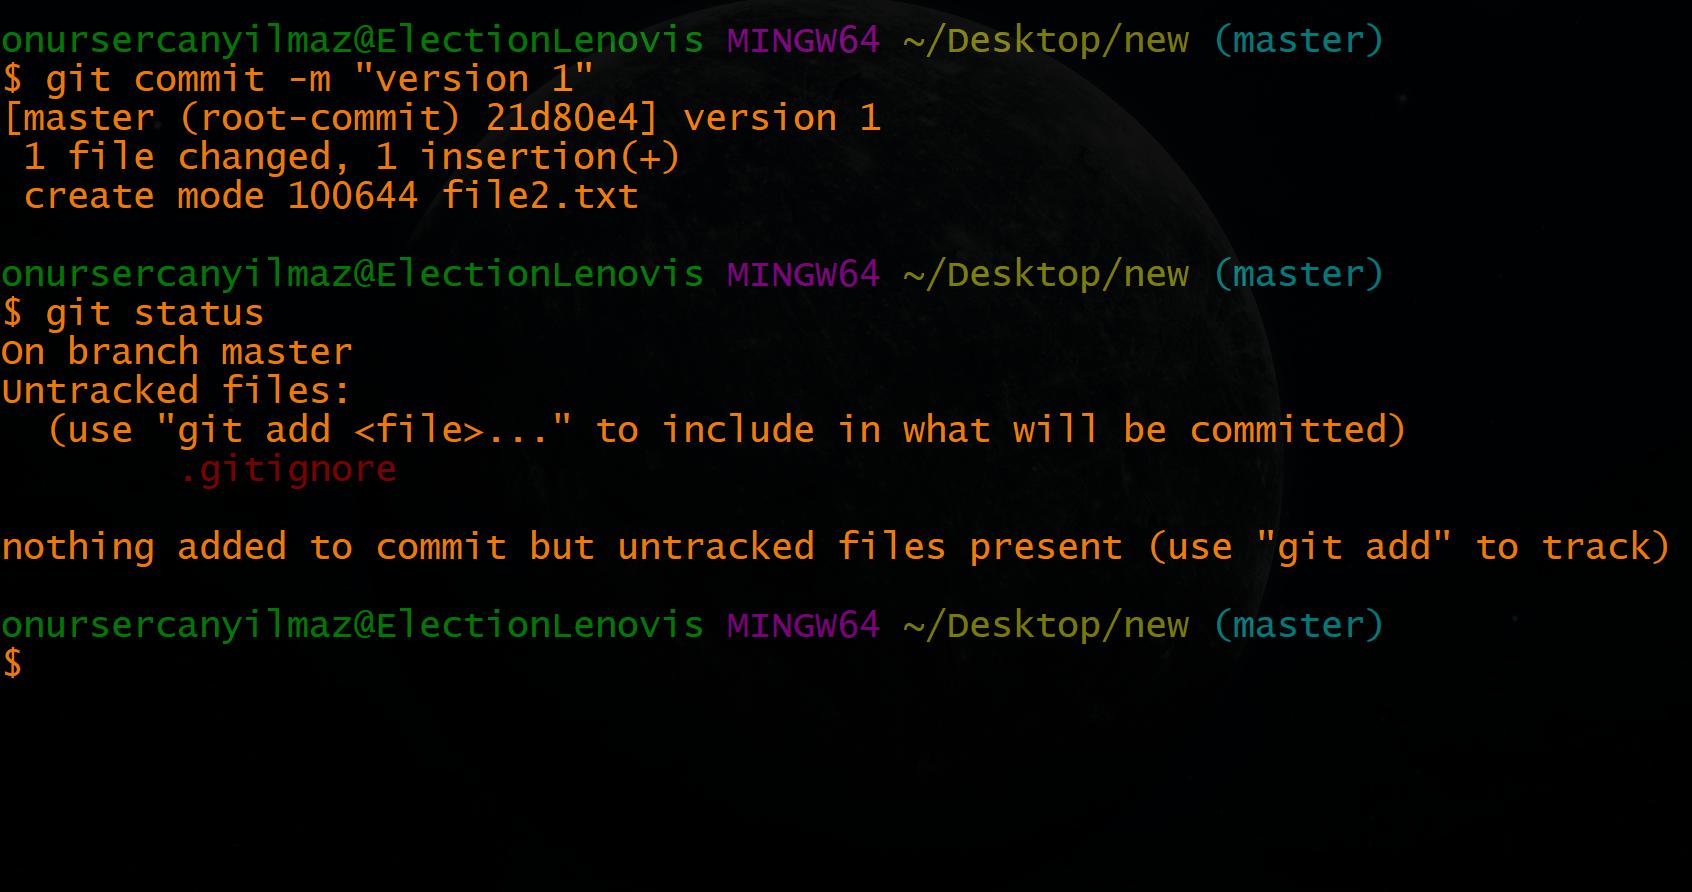 onursercanyilmaz@ElectionLenovis MINGW64 ~/Desktop/new (master)
$ git commit -m "version 1"
[master (root-commit) 21d80e4] version 1
 1 file changed, 1 insertion(+)
 create mode 100644 file2.txt

onursercanyilmaz@ElectionLenovis MINGW64 ~/Desktop/new (master)
$ git status
On branch master
Untracked files:
  (use "git add <file>..." to include in what will be committed)
        .gitignore

nothing added to commit but untracked files present (use "git add" to track)

onursercanyilmaz@ElectionLenovis MINGW64 ~/Desktop/new (master)
$